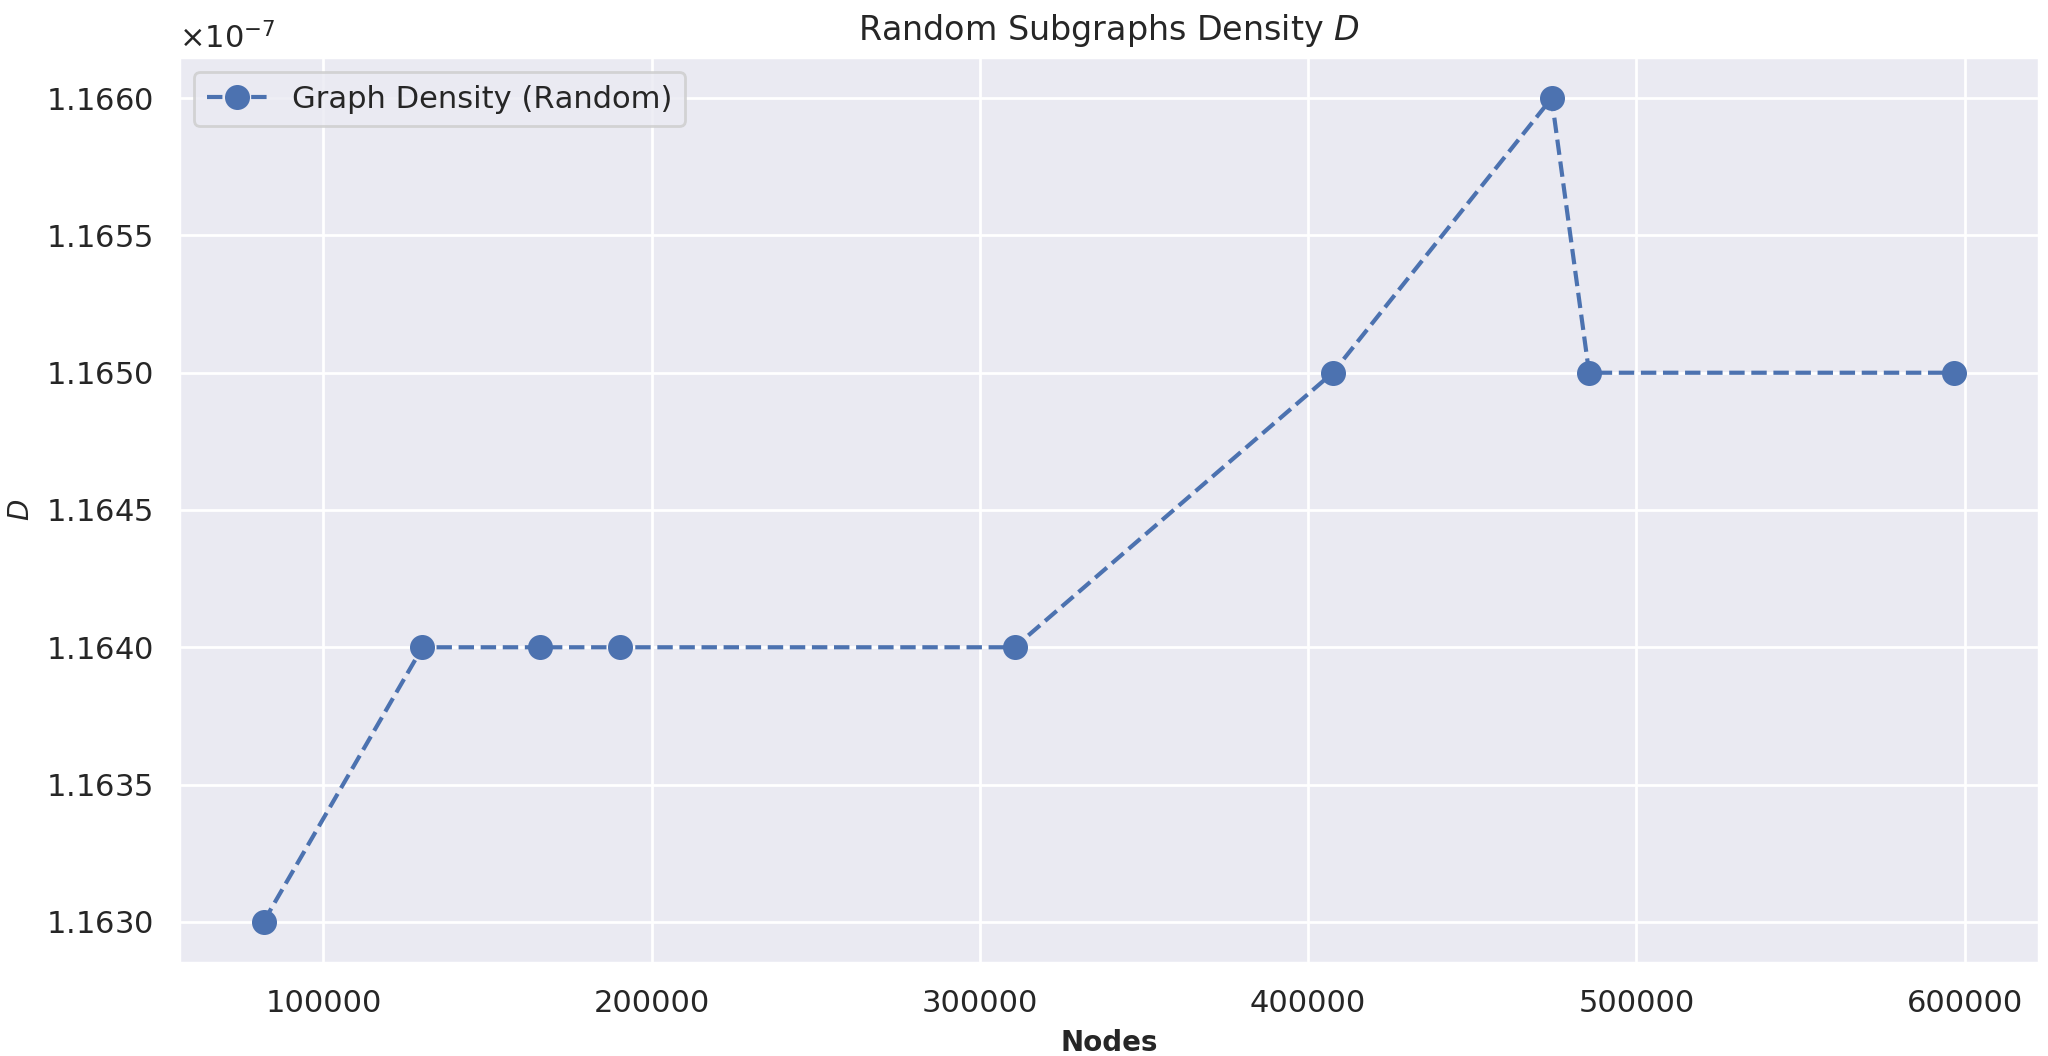 Random Subgraphs Density D
×10⁻⁷
Graph Density (Random)
1.1660
1.1655
1.1650
1.1645
1.1640
1.1635
1.1630
D
100000 200000 300000 400000 500000 600000
Nodes